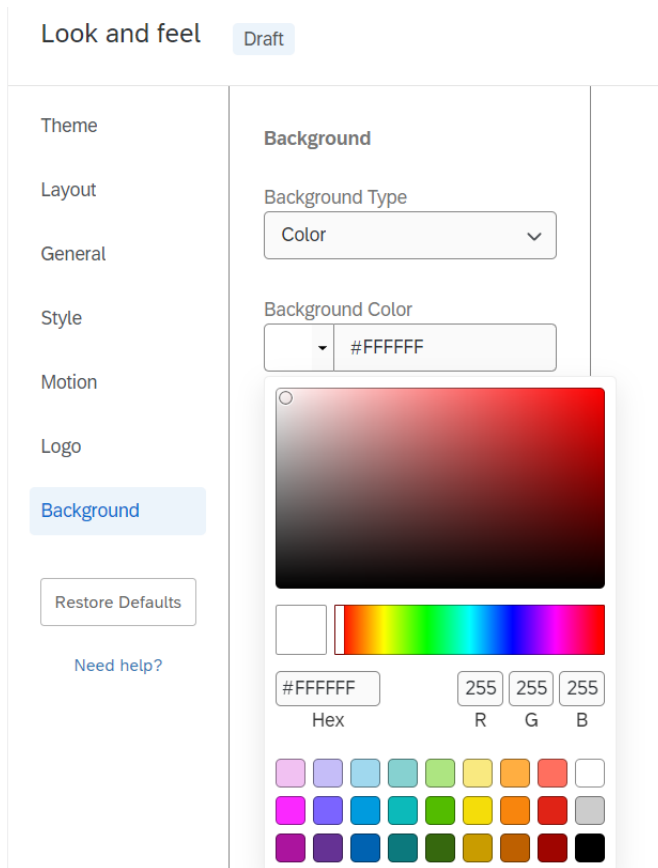 Look and feel
Draft
Theme
Layout
General
Style
Motion
Logo
Background
Restore Defaults
Need help?
Background
Background Type
Color
Background Color
#FFFFFF
#FFFFFF
255
255
255
Hex
R
G
B